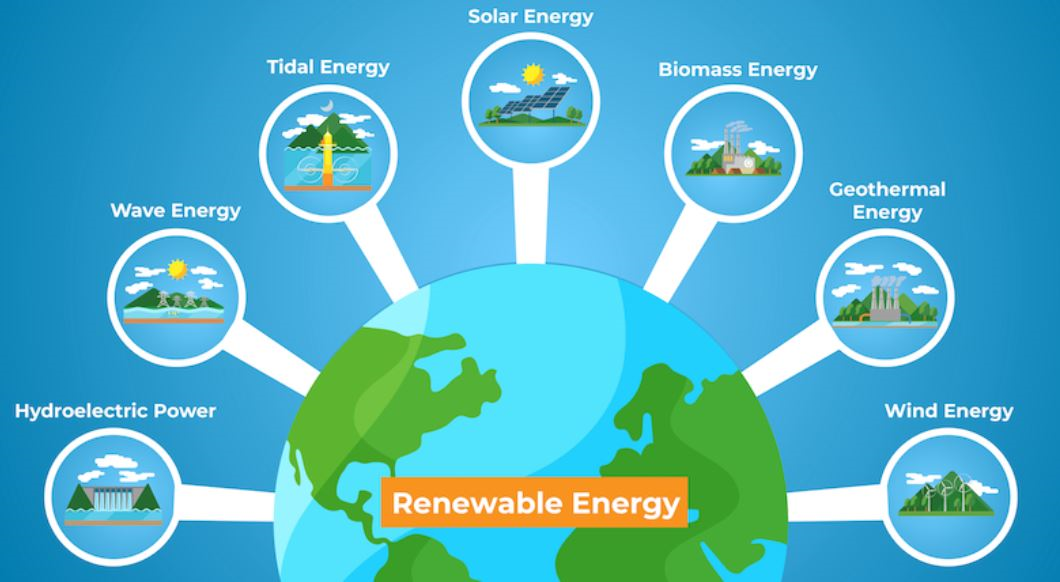 Solar Energy
Tidal Energy
Biomass Energy
Wave Energy
Geothermal
Energy
Hydroelectric Power
Wind Energy
Renewable Energy